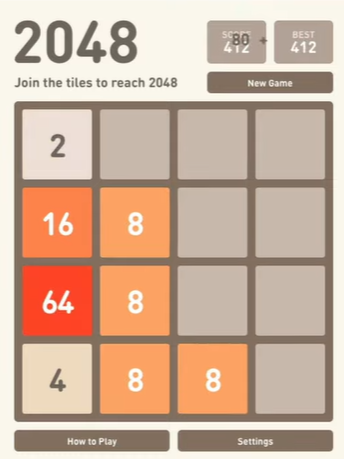 2048
SCORE
412
80 +
BEST
412
Join the tiles to reach 2048
New Game
2
16 8
64 8
4 8 8
How to Play
Settings